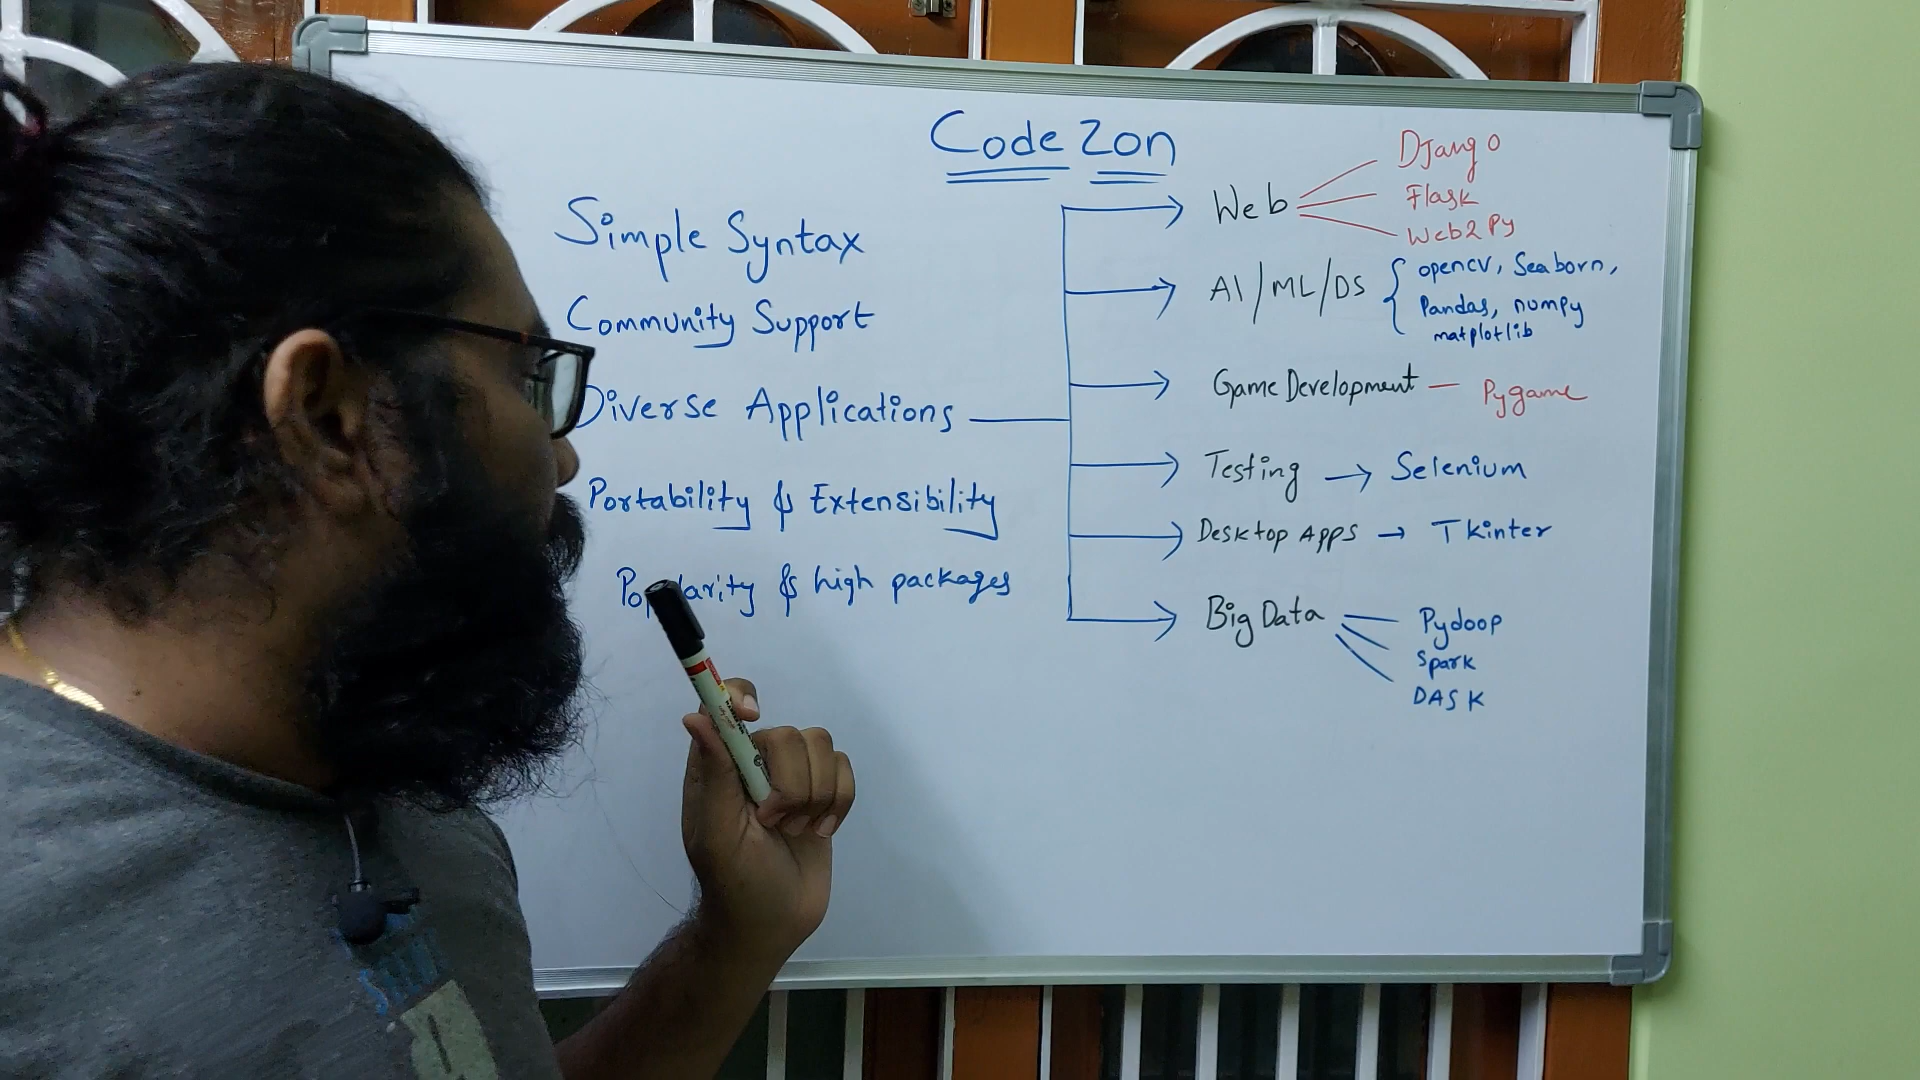 Code Zon
Simple Syntax
Community Support
Diverse Applications
Portability & Extensibility
Popularity & high packages
Web
Django
Flask
Web2Py
AI/ML/DS
opencv, Seaborn,
Pandas, numpy
matplotlib
Game Development — Pygame
Testing → Selenium
Desktop Apps → Tkinter
Big Data
Pydoop
Spark
DASK